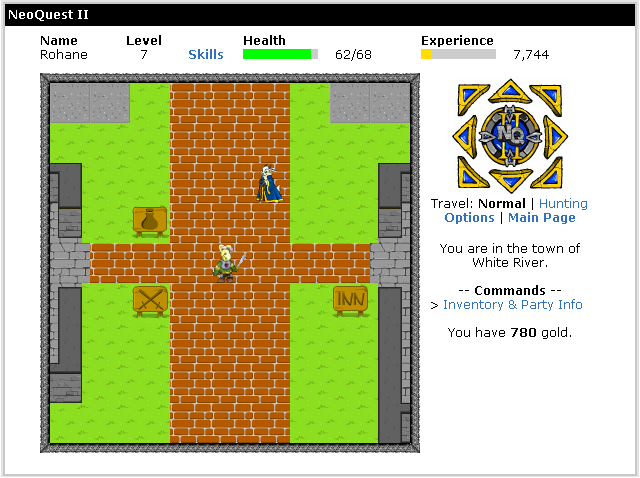 NeoQuest II
Name Level Health Experience
Rohane 7 Skills 62/68 7,744
NQ
Travel: Normal | Hunting
Options | Main Page
You are in the town of
White River.
-- Commands --
> Inventory & Party Info
INN
You have 780 gold.